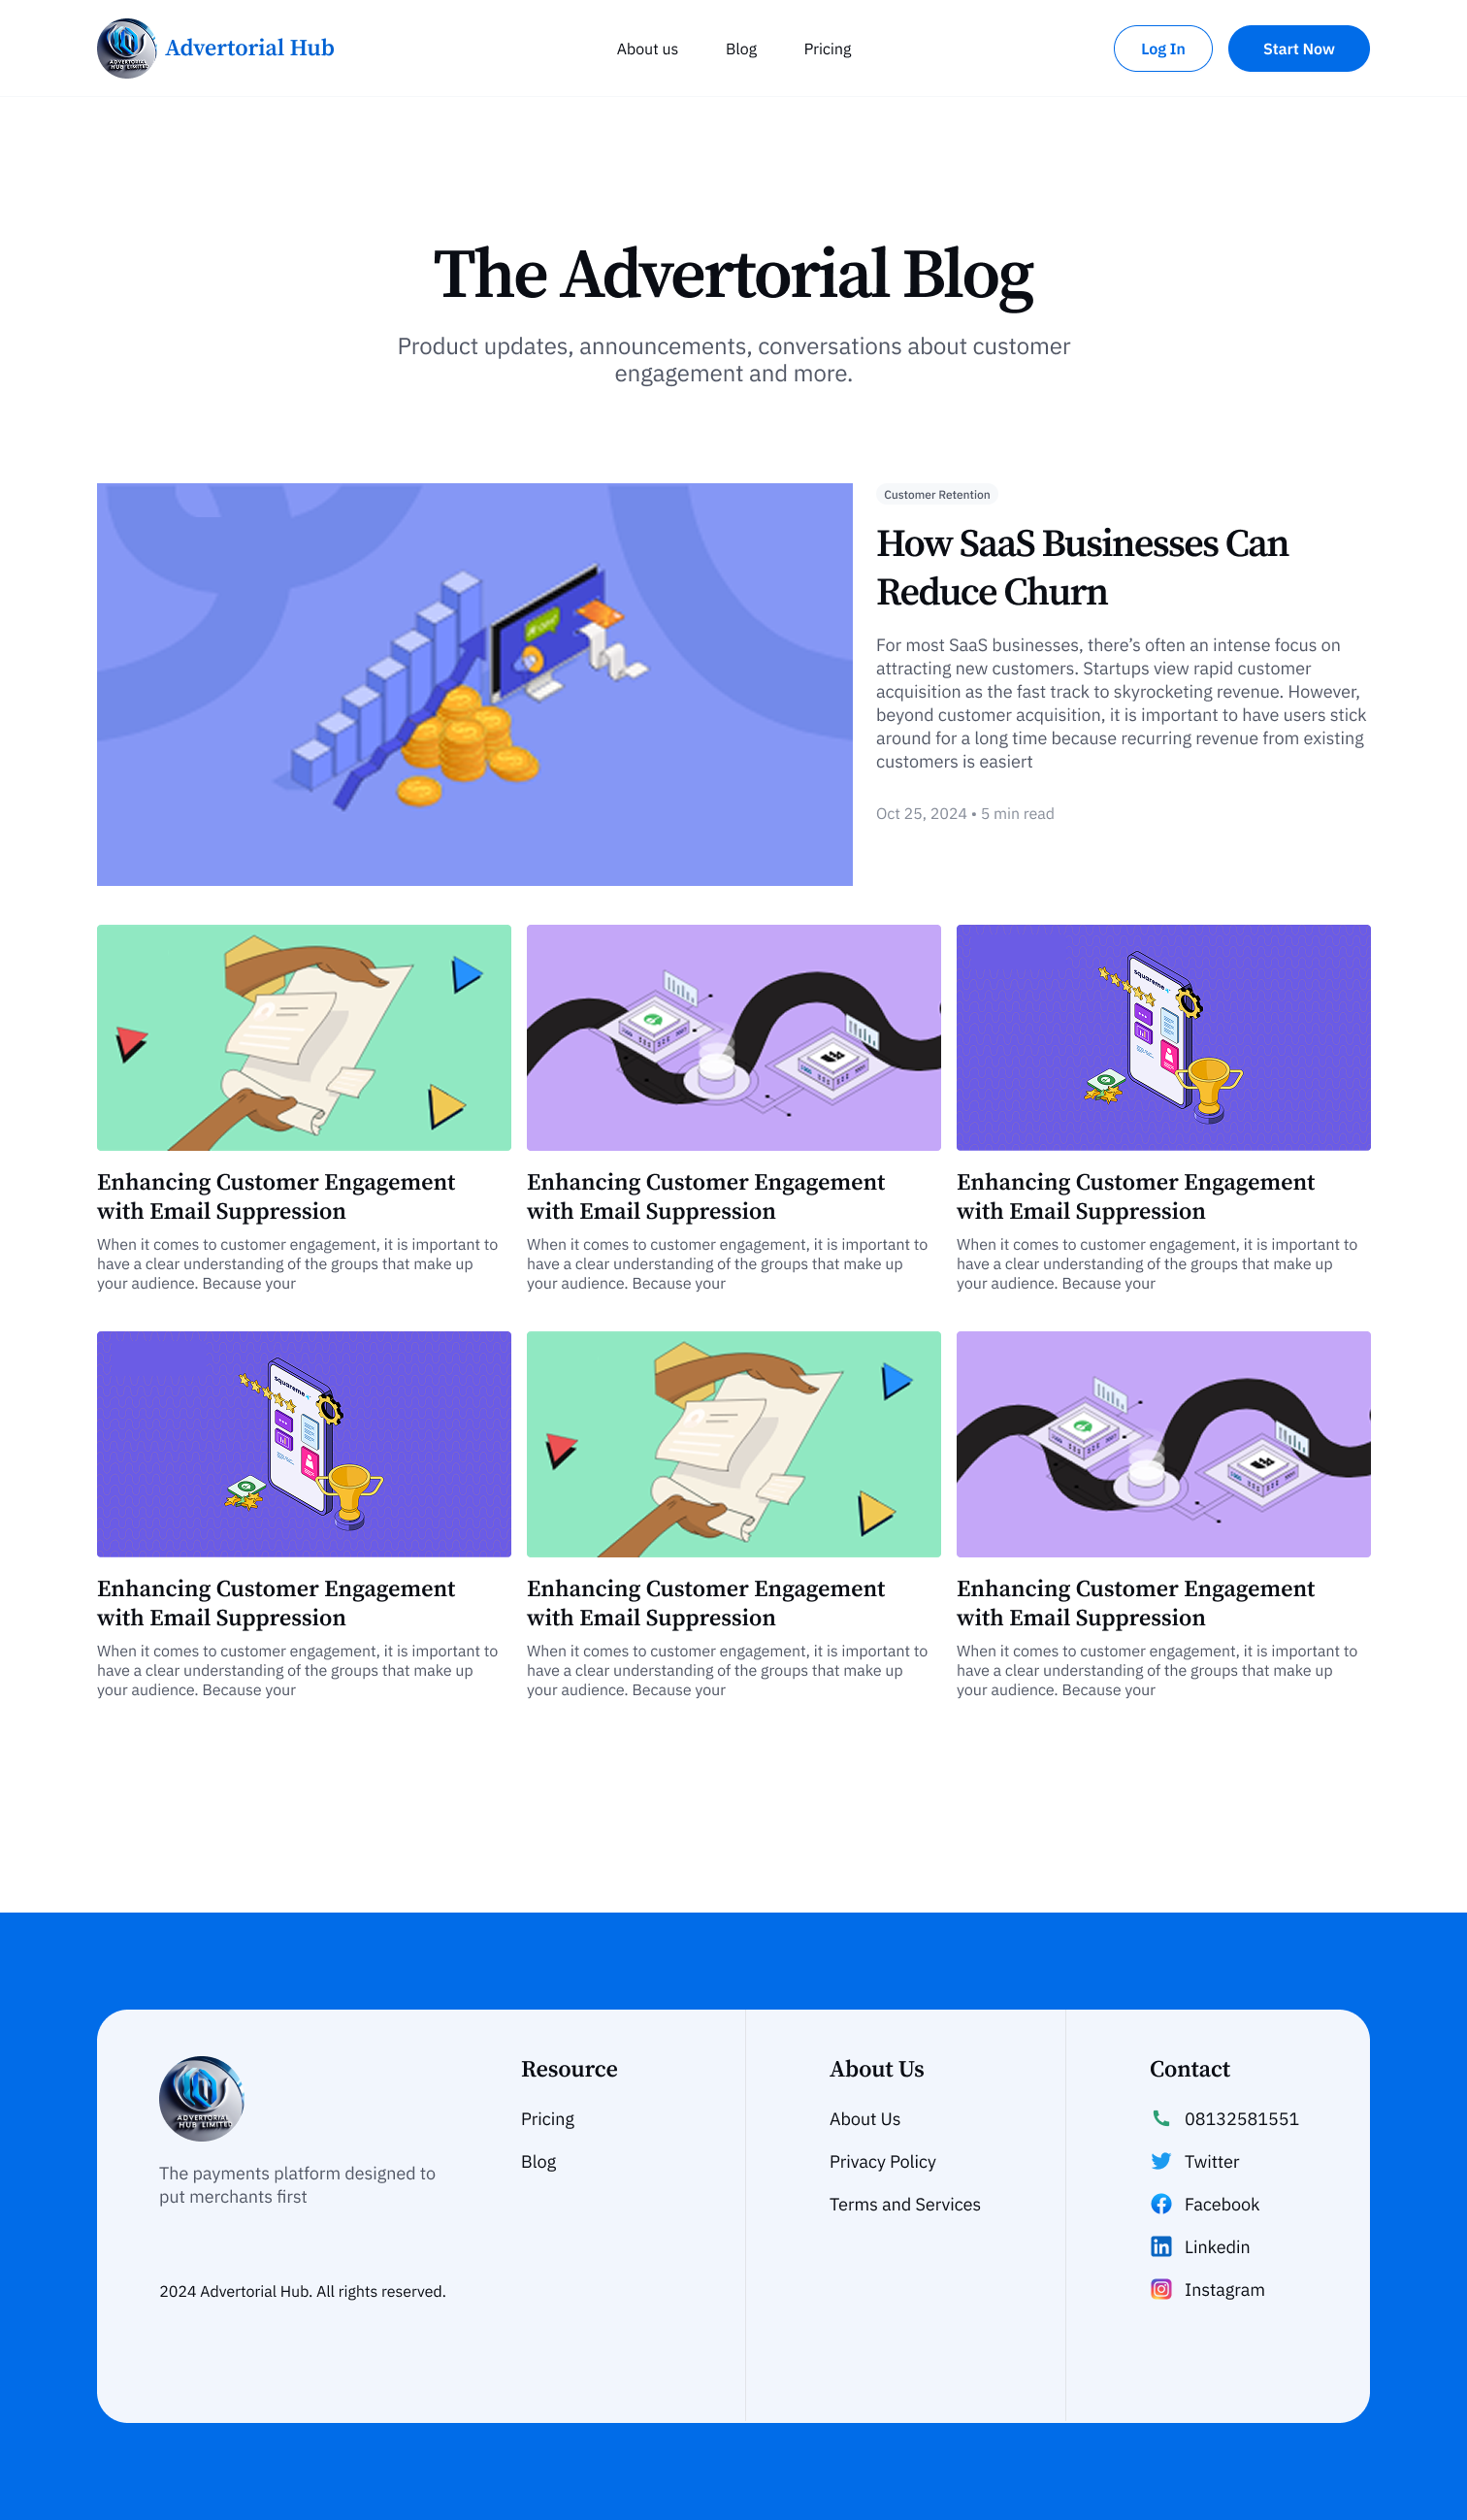 ADVERTORIAL
HUB LIMITED
Advertorial Hub
About us
Blog
Pricing
Log In
Start Now
The Advertorial Blog
Product updates, announcements, conversations about customer
engagement and more.
Customer Retention
How SaaS Businesses Can
Reduce Churn
For most SaaS businesses, there’s often an intense focus on
attracting new customers. Startups view rapid customer
acquisition as the fast track to skyrocketing revenue. However,
beyond customer acquisition, it is important to have users stick
around for a long time because recurring revenue from existing
customers is easiert
Oct 25, 2024 • 5 min read
squareme
Enhancing Customer Engagement
with Email Suppression
When it comes to customer engagement, it is important to
have a clear understanding of the groups that make up
your audience. Because your
Enhancing Customer Engagement
with Email Suppression
When it comes to customer engagement, it is important to
have a clear understanding of the groups that make up
your audience. Because your
Enhancing Customer Engagement
with Email Suppression
When it comes to customer engagement, it is important to
have a clear understanding of the groups that make up
your audience. Because your
squareme
Enhancing Customer Engagement
with Email Suppression
When it comes to customer engagement, it is important to
have a clear understanding of the groups that make up
your audience. Because your
Enhancing Customer Engagement
with Email Suppression
When it comes to customer engagement, it is important to
have a clear understanding of the groups that make up
your audience. Because your
Enhancing Customer Engagement
with Email Suppression
When it comes to customer engagement, it is important to
have a clear understanding of the groups that make up
your audience. Because your
ADVERTORIAL
HUB LIMITED
The payments platform designed to
put merchants first
2024 Advertorial Hub. All rights reserved.
Resource
Pricing
Blog
About Us
About Us
Privacy Policy
Terms and Services
Contact
08132581551
Twitter
Facebook
Linkedin
Instagram